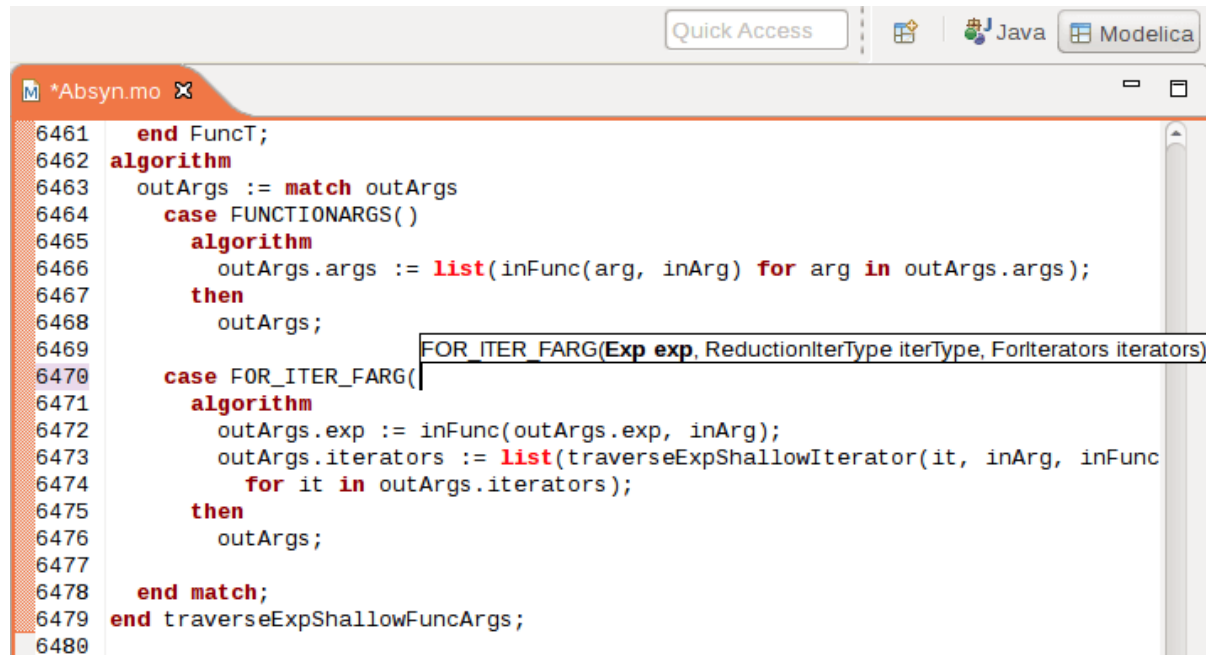 Quick Access Java Modelica
*Absyn.mo
6461 end FuncT;
6462 algorithm
6463 outArgs := match outArgs
6464 case FUNCTIONARGS()
6465 algorithm
6466 outArgs.args := list(inFunc(arg, inArg) for arg in outArgs.args);
6467 then
6468 outArgs;
6469 FOR_ITER_FARG(Exp exp, ReductionIterType iterType, ForIterators iterators)
6470 case FOR_ITER_FARG(
6471 algorithm
6472 outArgs.exp := inFunc(outArgs.exp, inArg);
6473 outArgs.iterators := list(traverseExpShallowIterator(it, inArg, inFunc
6474 for it in outArgs.iterators);
6475 then
6476 outArgs;
6477
6478 end match;
6479 end traverseExpShallowFuncArgs;
6480